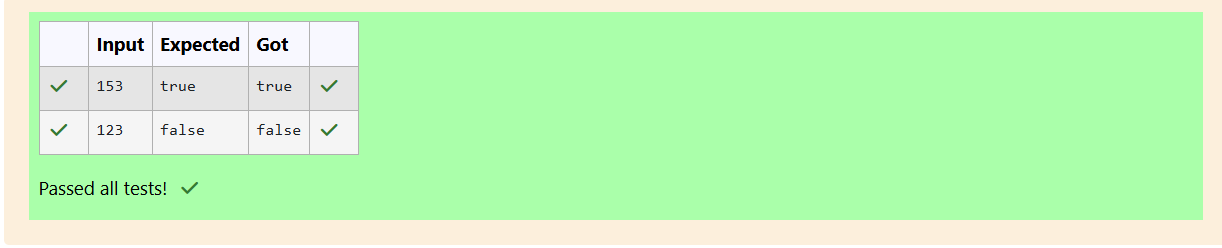 Input Expected Got
153 true true
123 false false
Passed all tests!